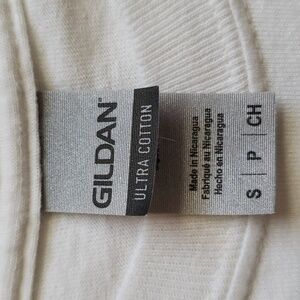 GILDAN
ULTRA COTTON
Made in Nicaragua
Fabriqué au Nicaragua
Hecho en Nicaragua
S | P | CH